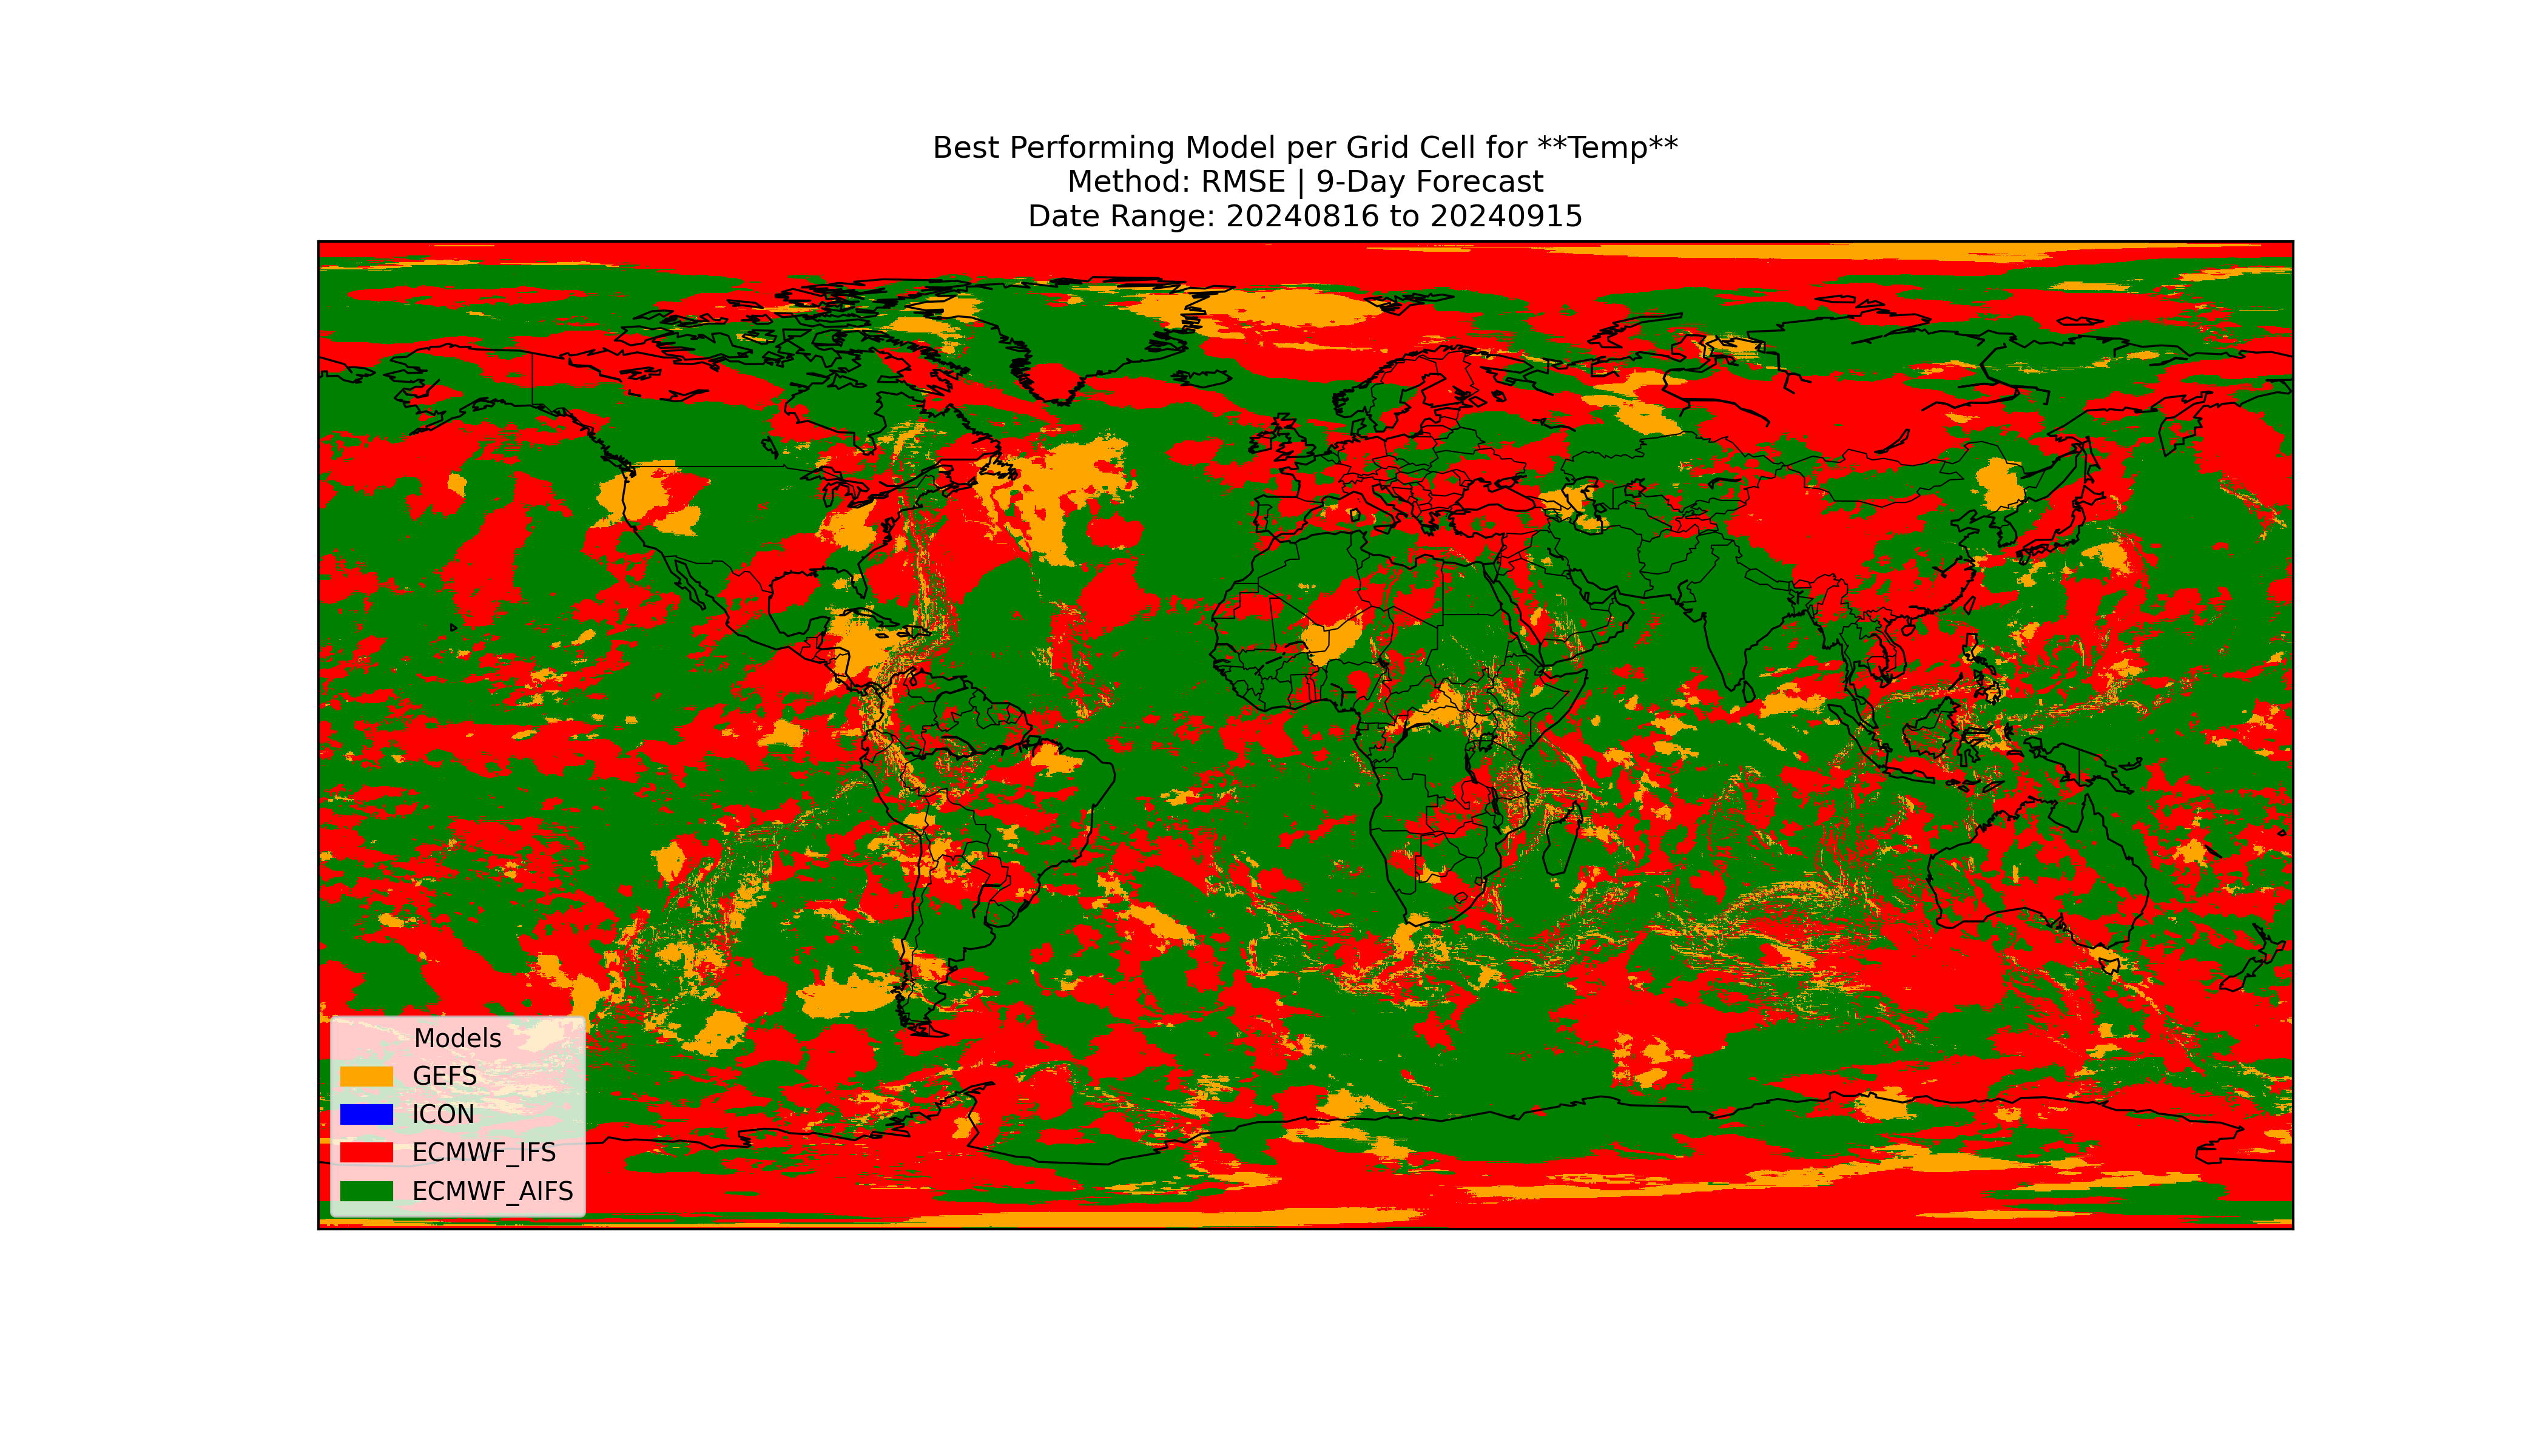 Best Performing Model per Grid Cell for **Temp**
Method: RMSE | 9-Day Forecast
Date Range: 20240816 to 20240915
Models
GEFS
ICON
ECMWF_IFS
ECMWF_AIFS